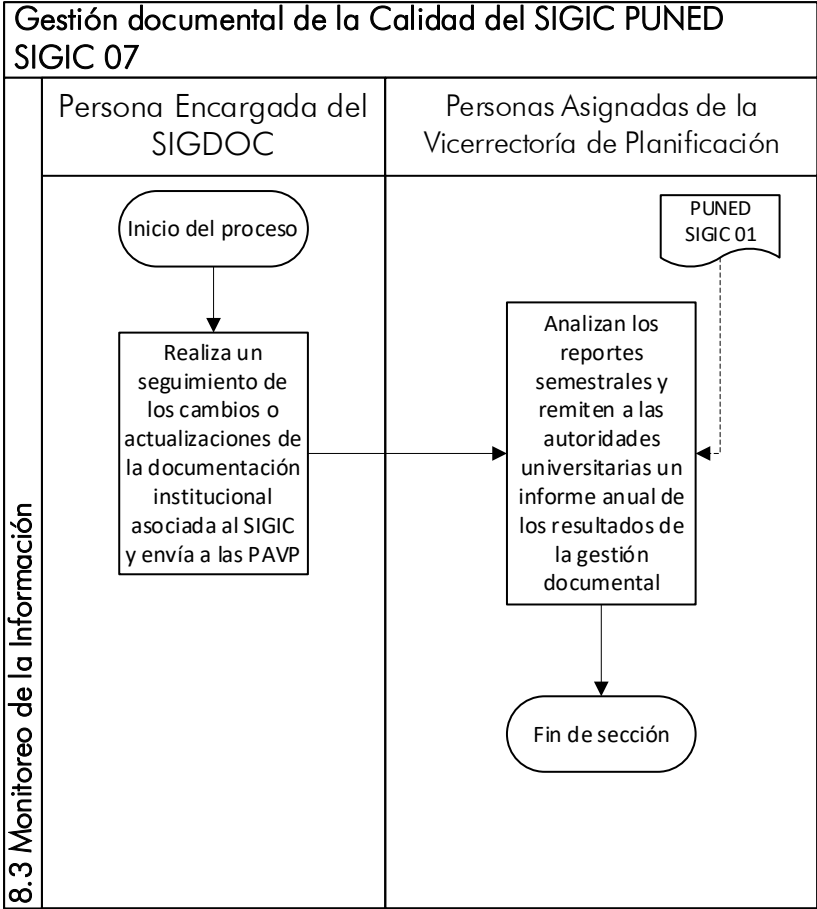 Gestión documental de la Calidad del SIGIC PUNED
SIGIC 07
8.3 Monitoreo de la Información
Persona Encargada del
SIGDOC
Personas Asignadas de la
Vicerrectoría de Planificación
Inicio del proceso
Realiza un
seguimiento de
los cambios o
actualizaciones de
la documentación
institucional
asociada al SIGIC
y envía a las PAVP
PUNED
SIGIC 01
Analizan los
reportes
semestrales y
remiten a las
autoridades
universitarias un
informe anual de
los resultados de
la gestión
documental
Fin de sección